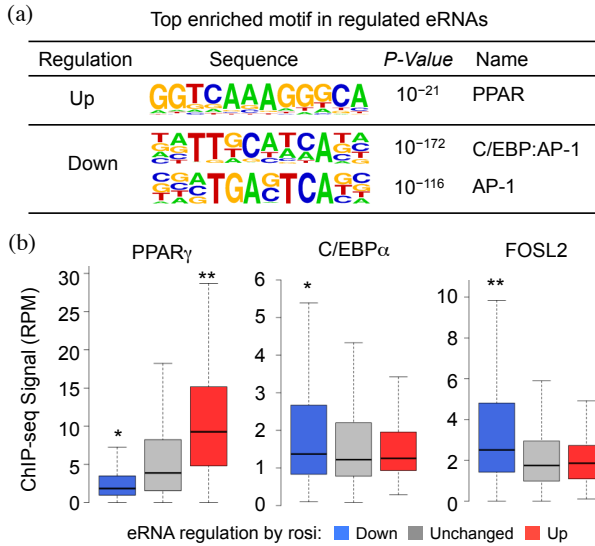 (a)
Top enriched motif in regulated eRNAs
Regulation Sequence P-Value Name
Up GGTCAAAGGGCA 10⁻²¹ PPAR
Down TATTGCATCATA 10⁻¹⁷² C/EBP:AP-1
TGAGTCA 10⁻¹¹⁶ AP-1
(b)
PPARγ C/EBPα FOSL2
ChIP-seq Signal (RPM)
30
25
20
15
10
5
0
* **
6
5
4
3
2
1
0
*
10
8
6
4
2
0
**
eRNA regulation by rosi: Down Unchanged Up